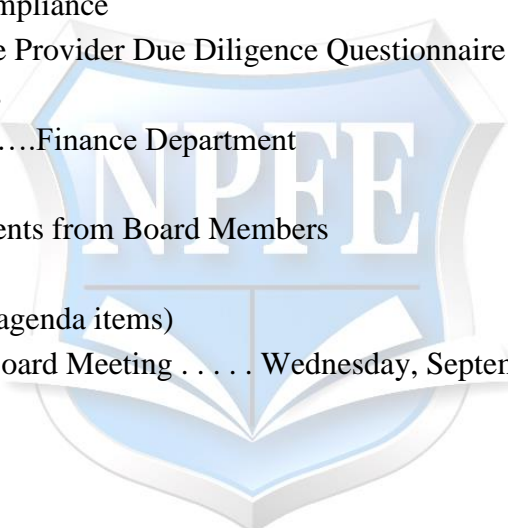 mpliance
e Provider Due Diligence Questionnaire
….Finance Department
NPFE
ents from Board Members
agenda items)
oard Meeting . . . . . Wednesday, Septem